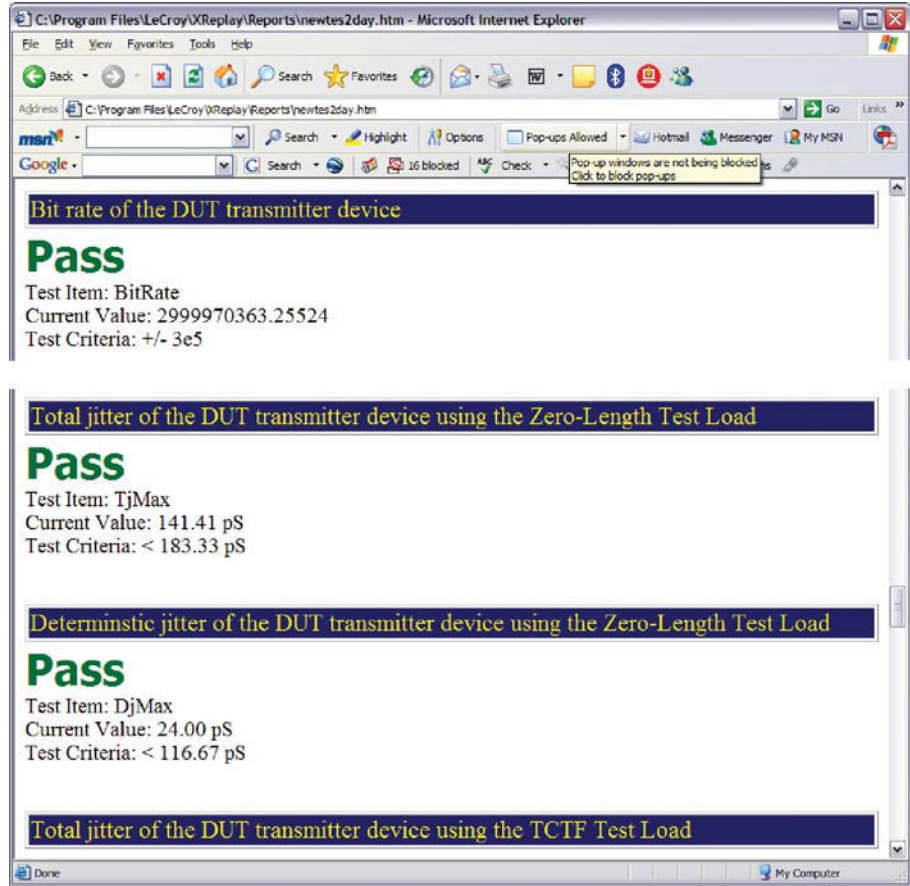 C:\Program Files\LeCroy\XReplay\Reports\newtes2day.htm - Microsoft Internet Explorer
File Edit View Favorites Tools Help
Back Search Favorites
Address C:\Program Files\LeCroy\XReplay\Reports\newtes2day.htm Go Links »
msn Search Highlight Options Pop-ups Allowed Hotmail Messenger My MSN
Google Search 16 blocked Check
Pop-up windows are not being blocked
Click to block pop-ups
Bit rate of the DUT transmitter device
Pass
Test Item: BitRate
Current Value: 2999970363.25524
Test Criteria: +/- 3e5
Total jitter of the DUT transmitter device using the Zero-Length Test Load
Pass
Test Item: TjMax
Current Value: 141.41 pS
Test Criteria: < 183.33 pS
Determinstic jitter of the DUT transmitter device using the Zero-Length Test Load
Pass
Test Item: DjMax
Current Value: 24.00 pS
Test Criteria: < 116.67 pS
Total jitter of the DUT transmitter device using the TCTF Test Load
Done My Computer